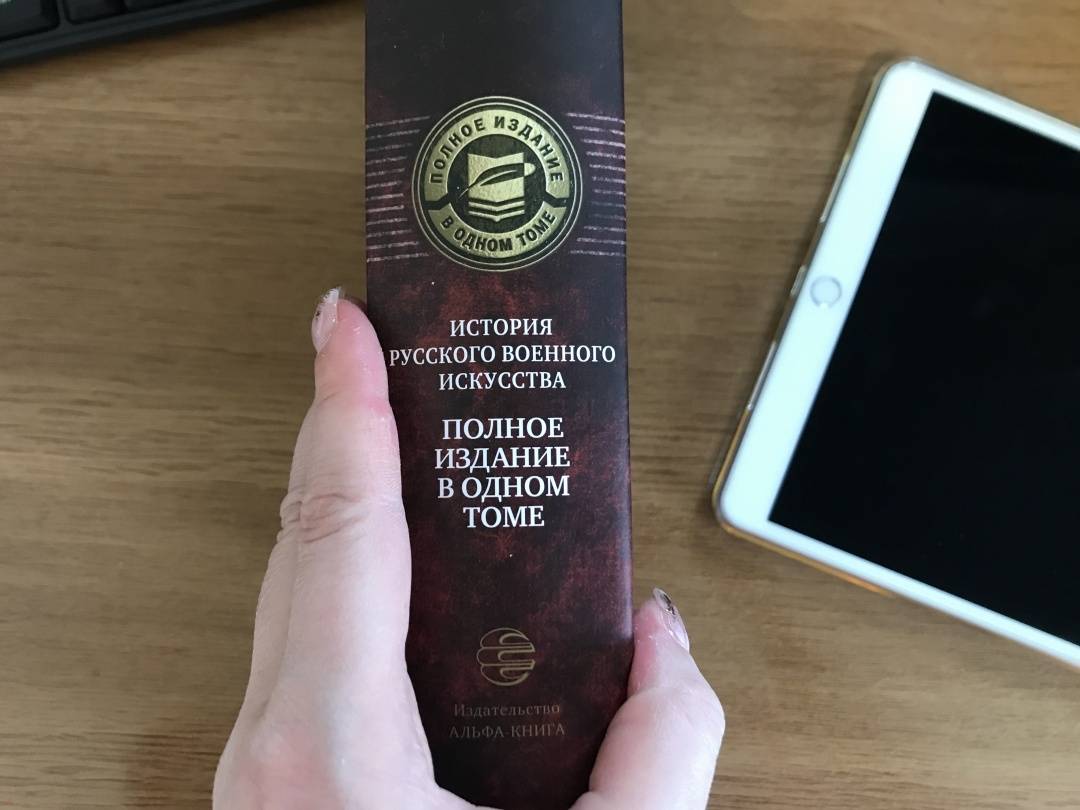 ПОЛНОЕ ИЗДАНИЕ
В ОДНОМ ТОМЕ
ИСТОРИЯ
РУССКОГО ВОЕННОГО
ИСКУССТВА
ПОЛНОЕ
ИЗДАНИЕ
В ОДНОМ
ТОМЕ
Издательство
АЛЬФА-КНИГА